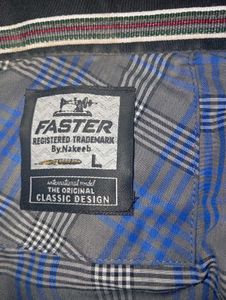 FASTER
REGISTERED TRADEMARK
By.Nakeeb
L
international model
THE ORIGINAL
CLASSIC DESIGN